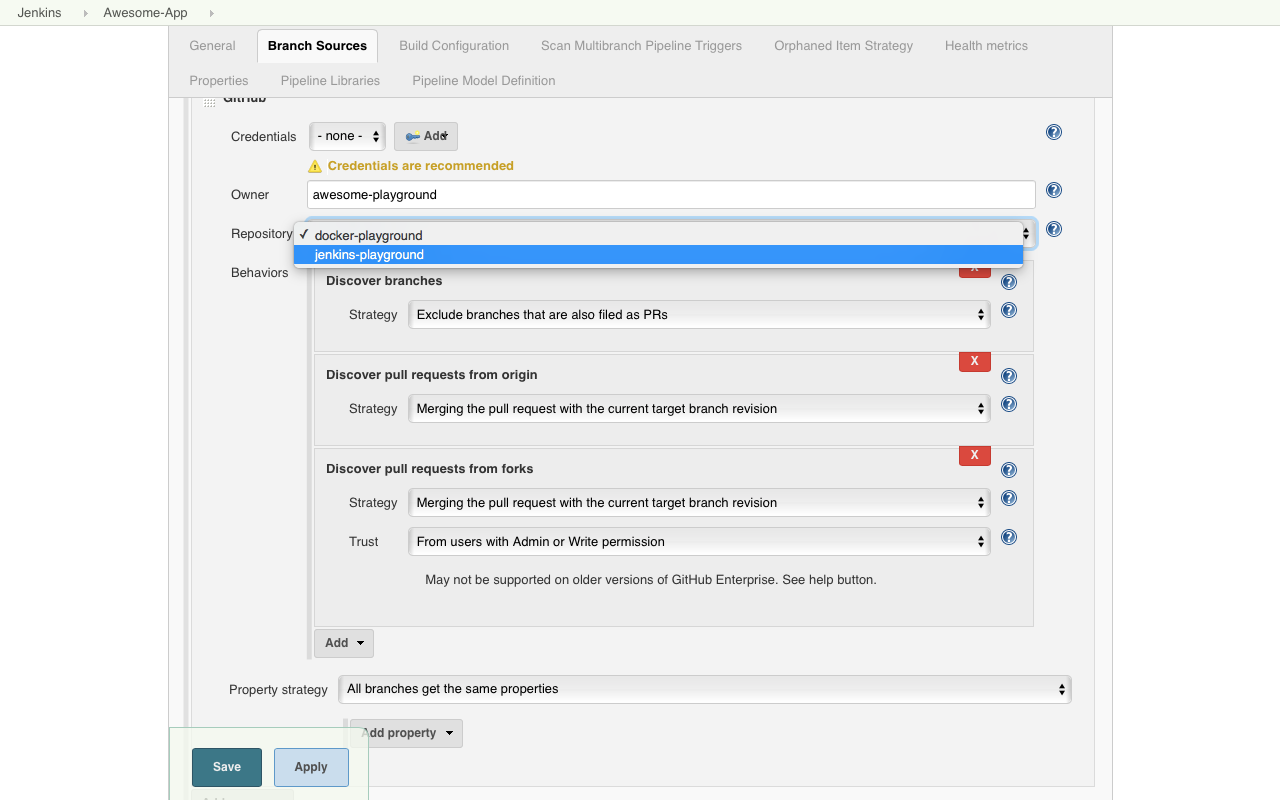 Jenkins Awesome-App
General Branch Sources Build Configuration Scan Multibranch Pipeline Triggers Orphaned Item Strategy Health metrics
Properties Pipeline Libraries Pipeline Model Definition
GitHub
Credentials - none - Add
Credentials are recommended
Owner awesome-playground
Repository ✓ docker-playground
jenkins-playground
Behaviors
X
Discover branches
Strategy Exclude branches that are also filed as PRs
X
Discover pull requests from origin
Strategy Merging the pull request with the current target branch revision
X
Discover pull requests from forks
Strategy Merging the pull request with the current target branch revision
Trust From users with Admin or Write permission
May not be supported on older versions of GitHub Enterprise. See help button.
Add
Property strategy All branches get the same properties
Add property
Save Apply